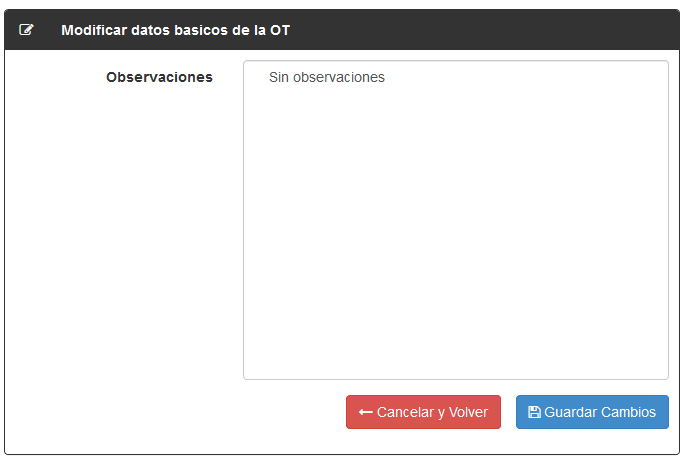 Modificar datos basicos de la OT
Observaciones
Sin observaciones
Cancelar y Volver
Guardar Cambios